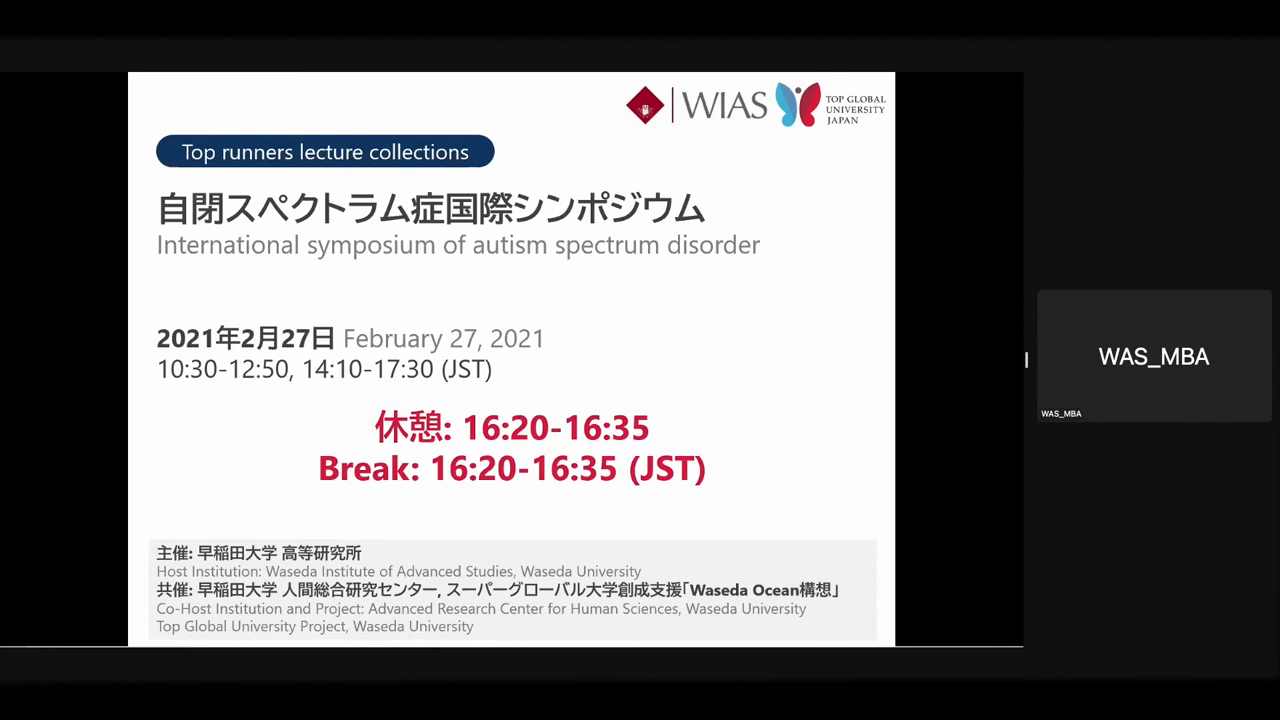 WIAS
TOP GLOBAL
UNIVERSITY
JAPAN
Top runners lecture collections
自閉スペクトラム症国際シンポジウム
International symposium of autism spectrum disorder
2021年2月27日 February 27, 2021
10:30-12:50, 14:10-17:30 (JST)
休憩: 16:20-16:35
Break: 16:20-16:35 (JST)
主催: 早稲田大学 高等研究所
Host Institution: Waseda Institute of Advanced Studies, Waseda University
共催: 早稲田大学 人間総合研究センター, スーパーグローバル大学創成支援「Waseda Ocean構想」
Co-Host Institution and Project: Advanced Research Center for Human Sciences, Waseda University
Top Global University Project, Waseda University
WAS_MBA
WAS_MBA